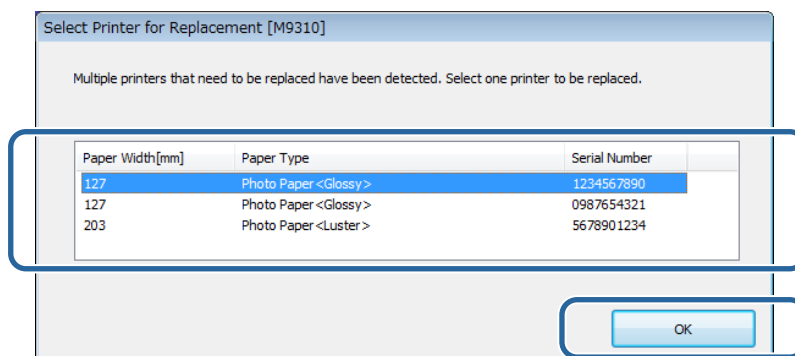 Select Printer for Replacement [M9310]
Multiple printers that need to be replaced have been detected. Select one printer to be replaced.
Paper Width[mm] Paper Type Serial Number
127 Photo Paper<Glossy> 1234567890
127 Photo Paper<Glossy> 0987654321
203 Photo Paper<Luster> 5678901234
OK